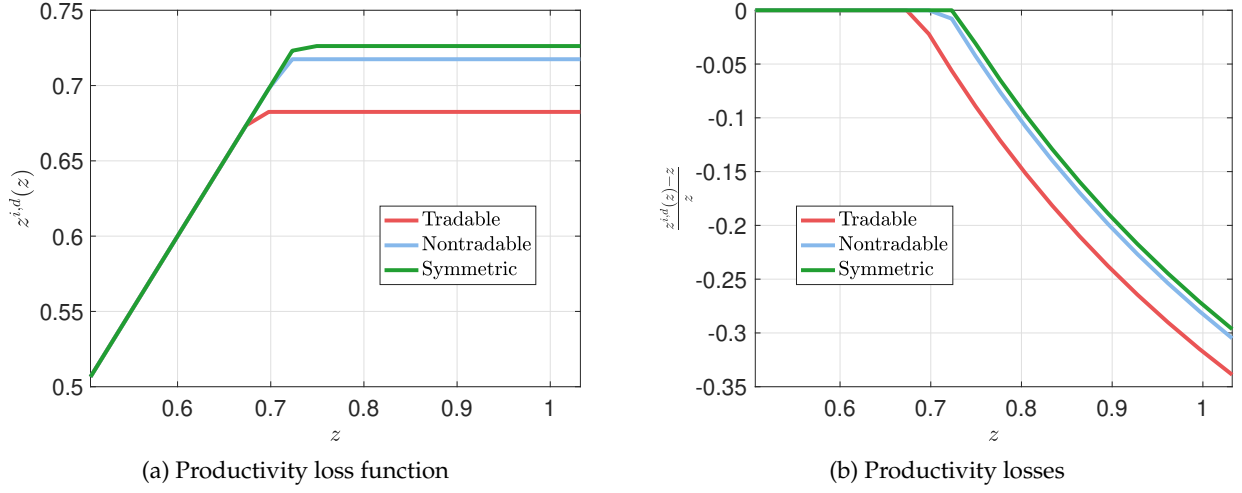 0.75
0.7
0.65
0.6
0.55
0.5
z^{i,d}(z)
Tradable
Nontradable
Symmetric
0.6 0.7 0.8 0.9 1
z
(a) Productivity loss function
0
-0.05
-0.1
-0.15
-0.2
-0.25
-0.3
-0.35
\frac{z^{i,d}(z)-z}{z}
Tradable
Nontradable
Symmetric
0.6 0.7 0.8 0.9 1
z
(b) Productivity losses